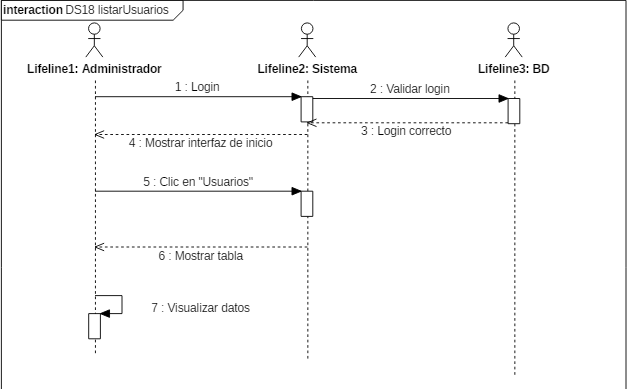 interaction DS18 listarUsuarios
Lifeline1: Administrador
Lifeline2: Sistema
Lifeline3: BD
1 : Login
2 : Validar login
3 : Login correcto
4 : Mostrar interfaz de inicio
5 : Clic en "Usuarios"
6 : Mostrar tabla
7 : Visualizar datos